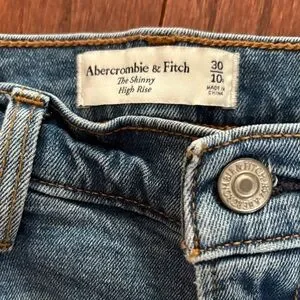 Abercrombie & Fitch
The Skinny
High Rise
30
10
MADE IN
CHINA